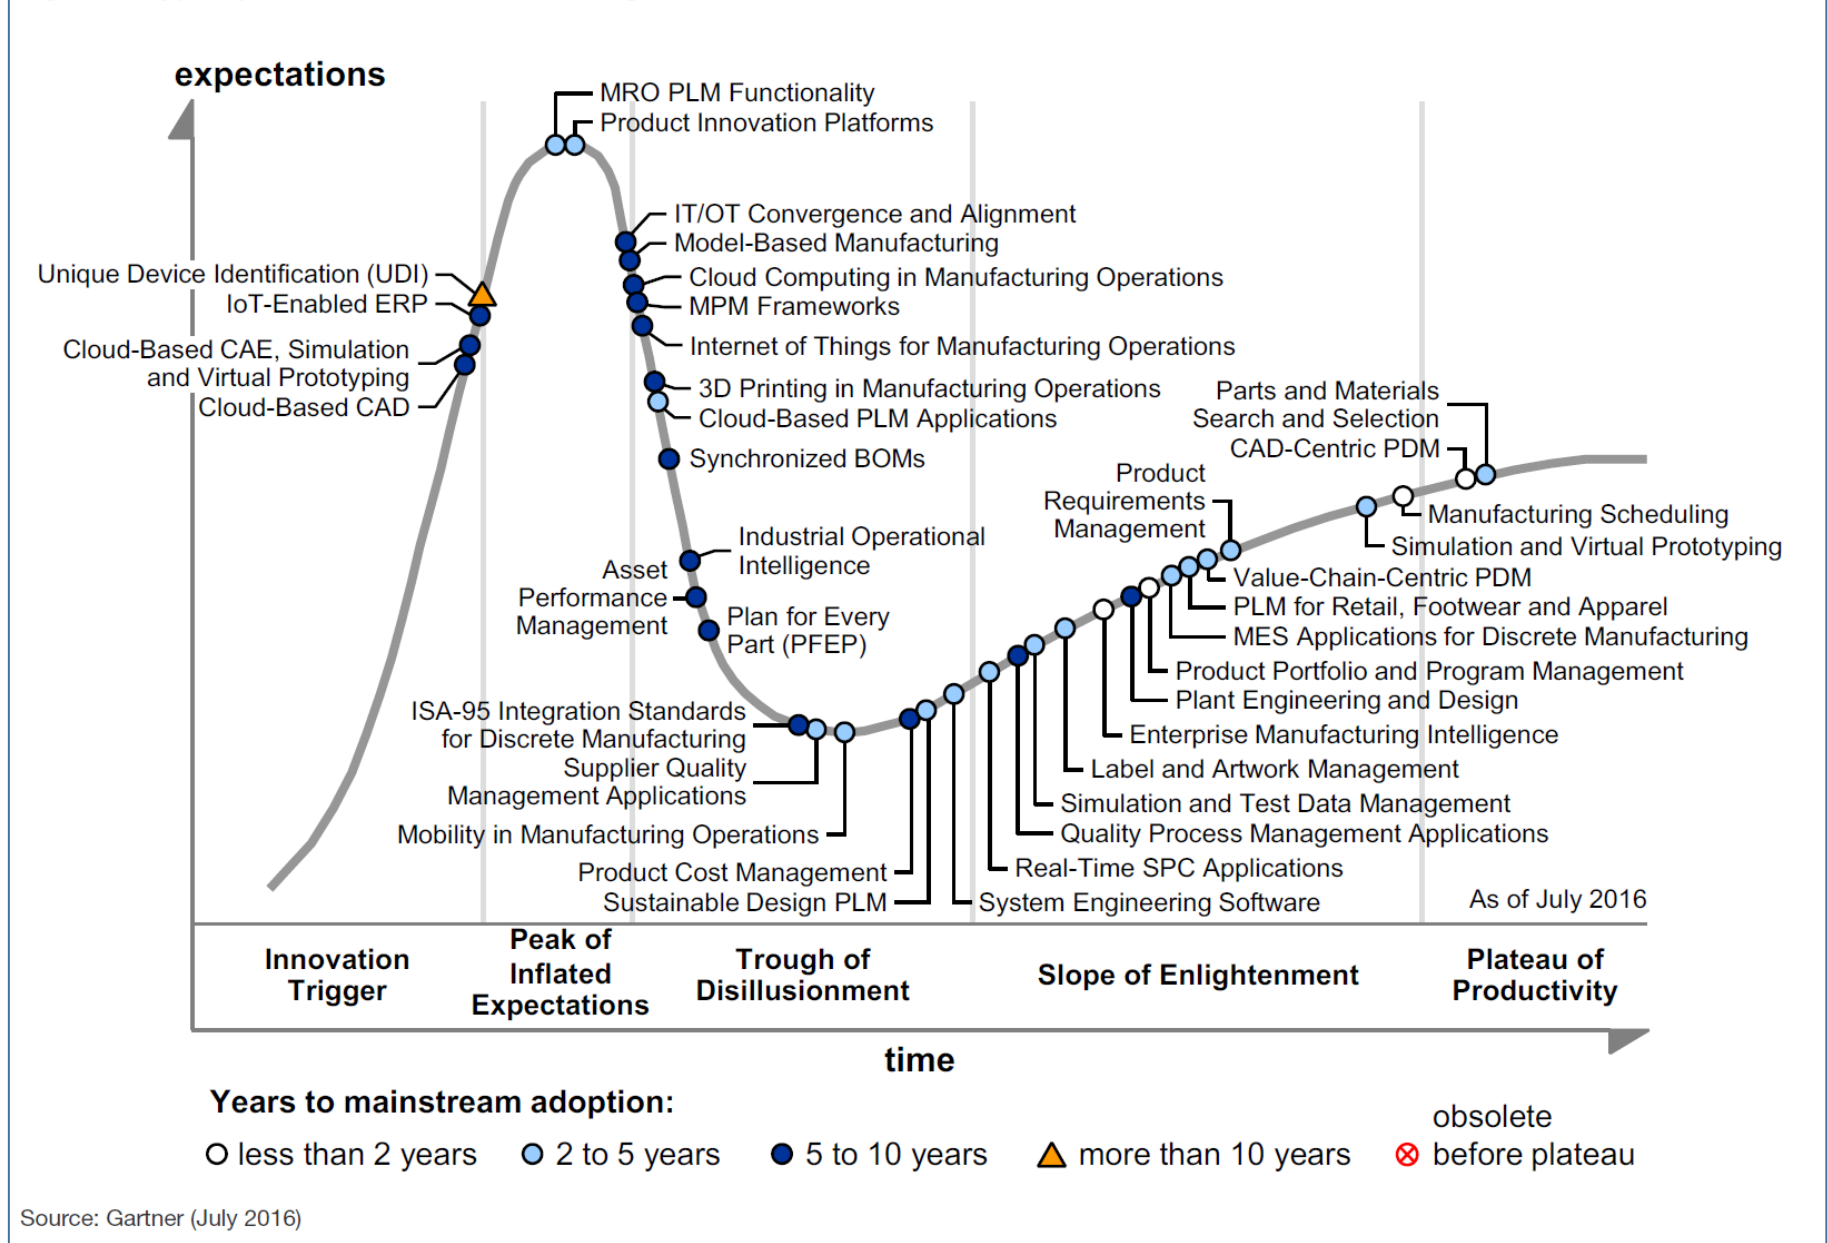 expectations
MRO PLM Functionality
Product Innovation Platforms
IT/OT Convergence and Alignment
Model-Based Manufacturing
Cloud Computing in Manufacturing Operations
MPM Frameworks
Internet of Things for Manufacturing Operations
3D Printing in Manufacturing Operations
Cloud-Based PLM Applications
Synchronized BOMs
Unique Device Identification (UDI)
IoT-Enabled ERP
Cloud-Based CAE, Simulation
and Virtual Prototyping
Cloud-Based CAD
Industrial Operational
Intelligence
Asset
Performance
Management
Plan for Every
Part (PFEP)
ISA-95 Integration Standards
for Discrete Manufacturing
Supplier Quality
Management Applications
Mobility in Manufacturing Operations
Product Cost Management
Sustainable Design PLM
Parts and Materials
Search and Selection
CAD-Centric PDM
Product
Requirements
Management
Manufacturing Scheduling
Simulation and Virtual Prototyping
Value-Chain-Centric PDM
PLM for Retail, Footwear and Apparel
MES Applications for Discrete Manufacturing
Product Portfolio and Program Management
Plant Engineering and Design
Enterprise Manufacturing Intelligence
Label and Artwork Management
Simulation and Test Data Management
Quality Process Management Applications
Real-Time SPC Applications
System Engineering Software
As of July 2016
Innovation
Trigger
Peak of
Inflated
Expectations
Trough of
Disillusionment
Slope of Enlightenment
Plateau of
Productivity
time
Years to mainstream adoption:
less than 2 years
2 to 5 years
5 to 10 years
more than 10 years
obsolete
before plateau
Source: Gartner (July 2016)